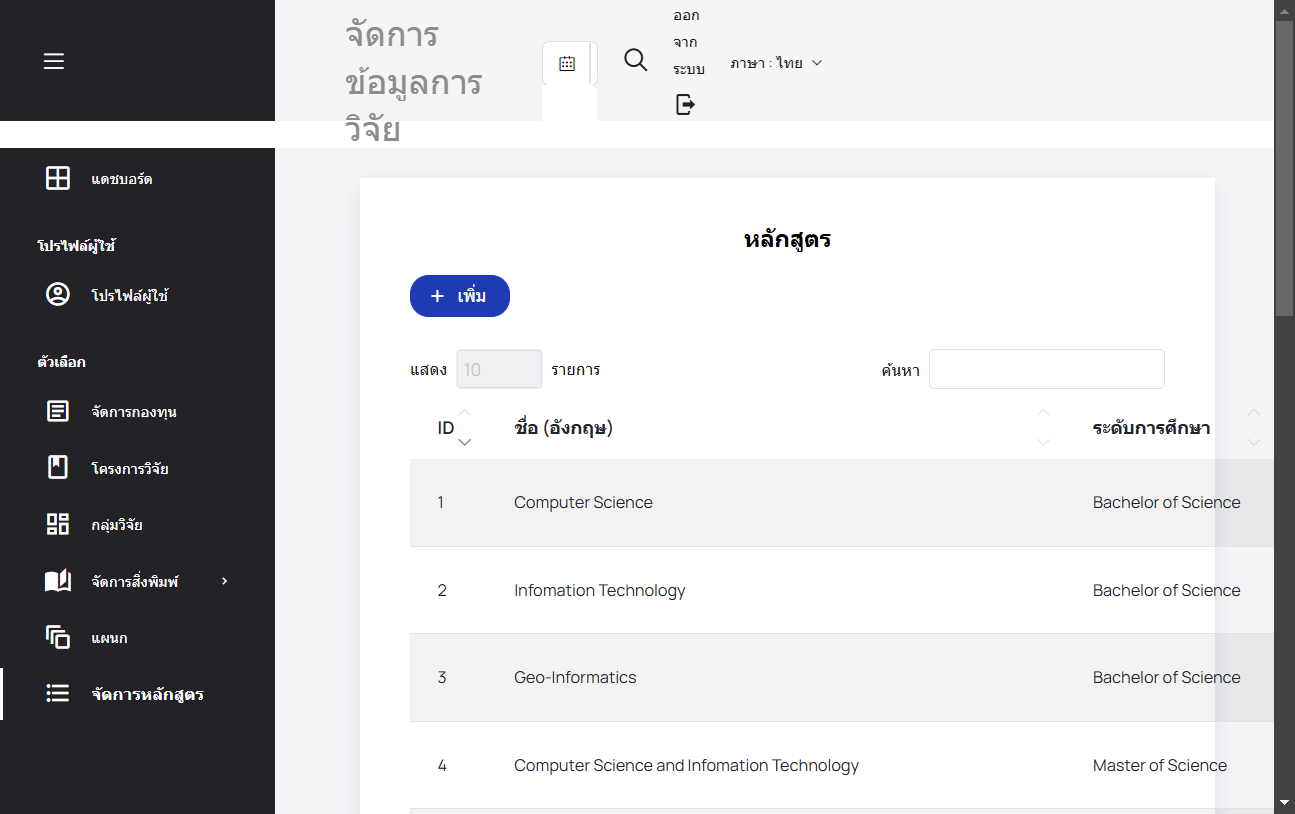 จัดการ
ข้อมูลการ
วิจัย
ออก
จาก
ระบบ
ภาษา : ไทย
แดชบอร์ด
โปรไฟล์ผู้ใช้
โปรไฟล์ผู้ใช้
ตัวเลือก
จัดการกองทุน
โครงการวิจัย
กลุ่มวิจัย
จัดการสิ่งพิมพ์
แผนก
จัดการหลักสูตร
หลักสูตร
+ เพิ่ม
แสดง 10 รายการ ค้นหา
ID ชื่อ (อังกฤษ) ระดับการศึกษา
1 Computer Science Bachelor of Science
2 Infomation Technology Bachelor of Science
3 Geo-Informatics Bachelor of Science
4 Computer Science and Infomation Technology Master of Science